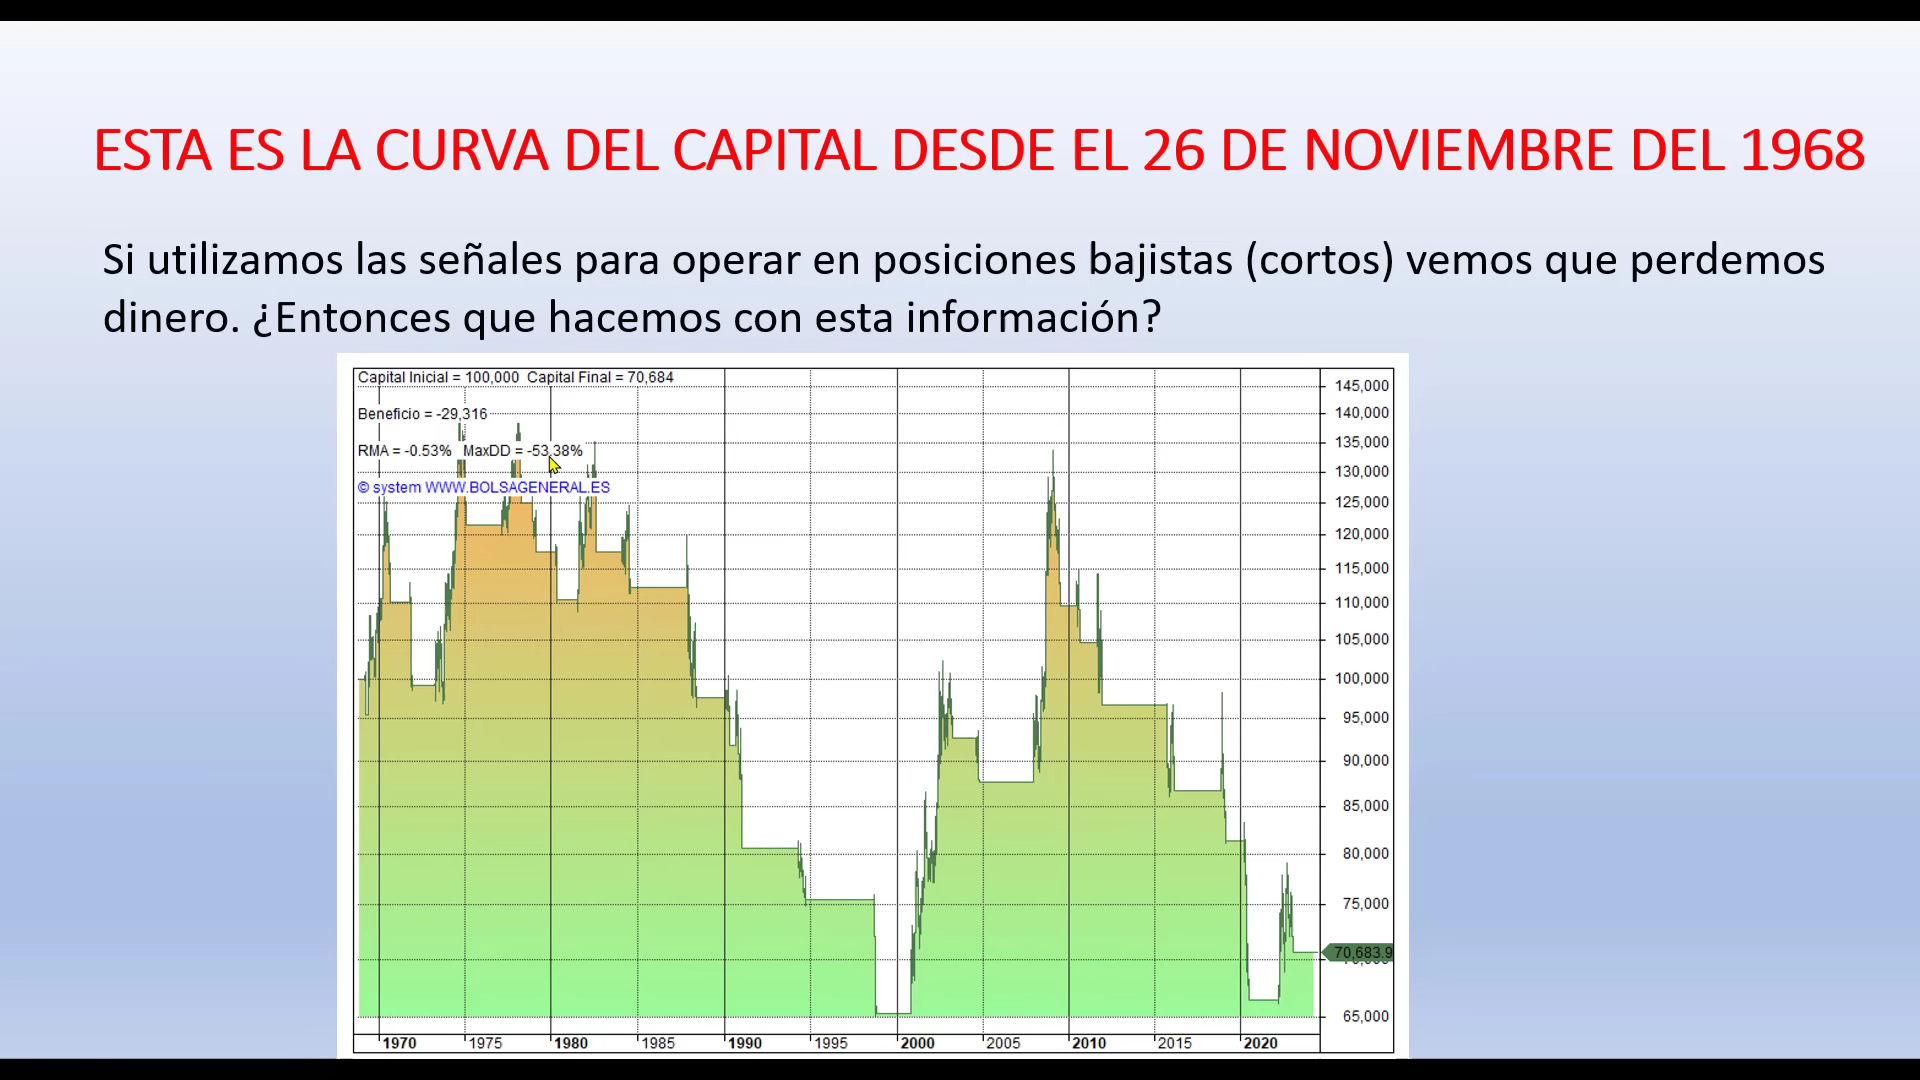 ESTA ES LA CURVA DEL CAPITAL DESDE EL 26 DE NOVIEMBRE DEL 1968
Si utilizamos las señales para operar en posiciones bajistas (cortos) vemos que perdemos
dinero. ¿Entonces que hacemos con esta información?
Capital Inicial = 100,000 Capital Final = 70,684
Beneficio = -29,316
RMA = -0.53% MaxDD = -53.38%
© system WWW.BOLSAGENERAL.ES
145,000
140,000
135,000
130,000
125,000
120,000
115,000
110,000
105,000
100,000
95,000
90,000
85,000
80,000
75,000
70,683.9
65,000
1970 1975 1980 1985 1990 1995 2000 2005 2010 2015 2020